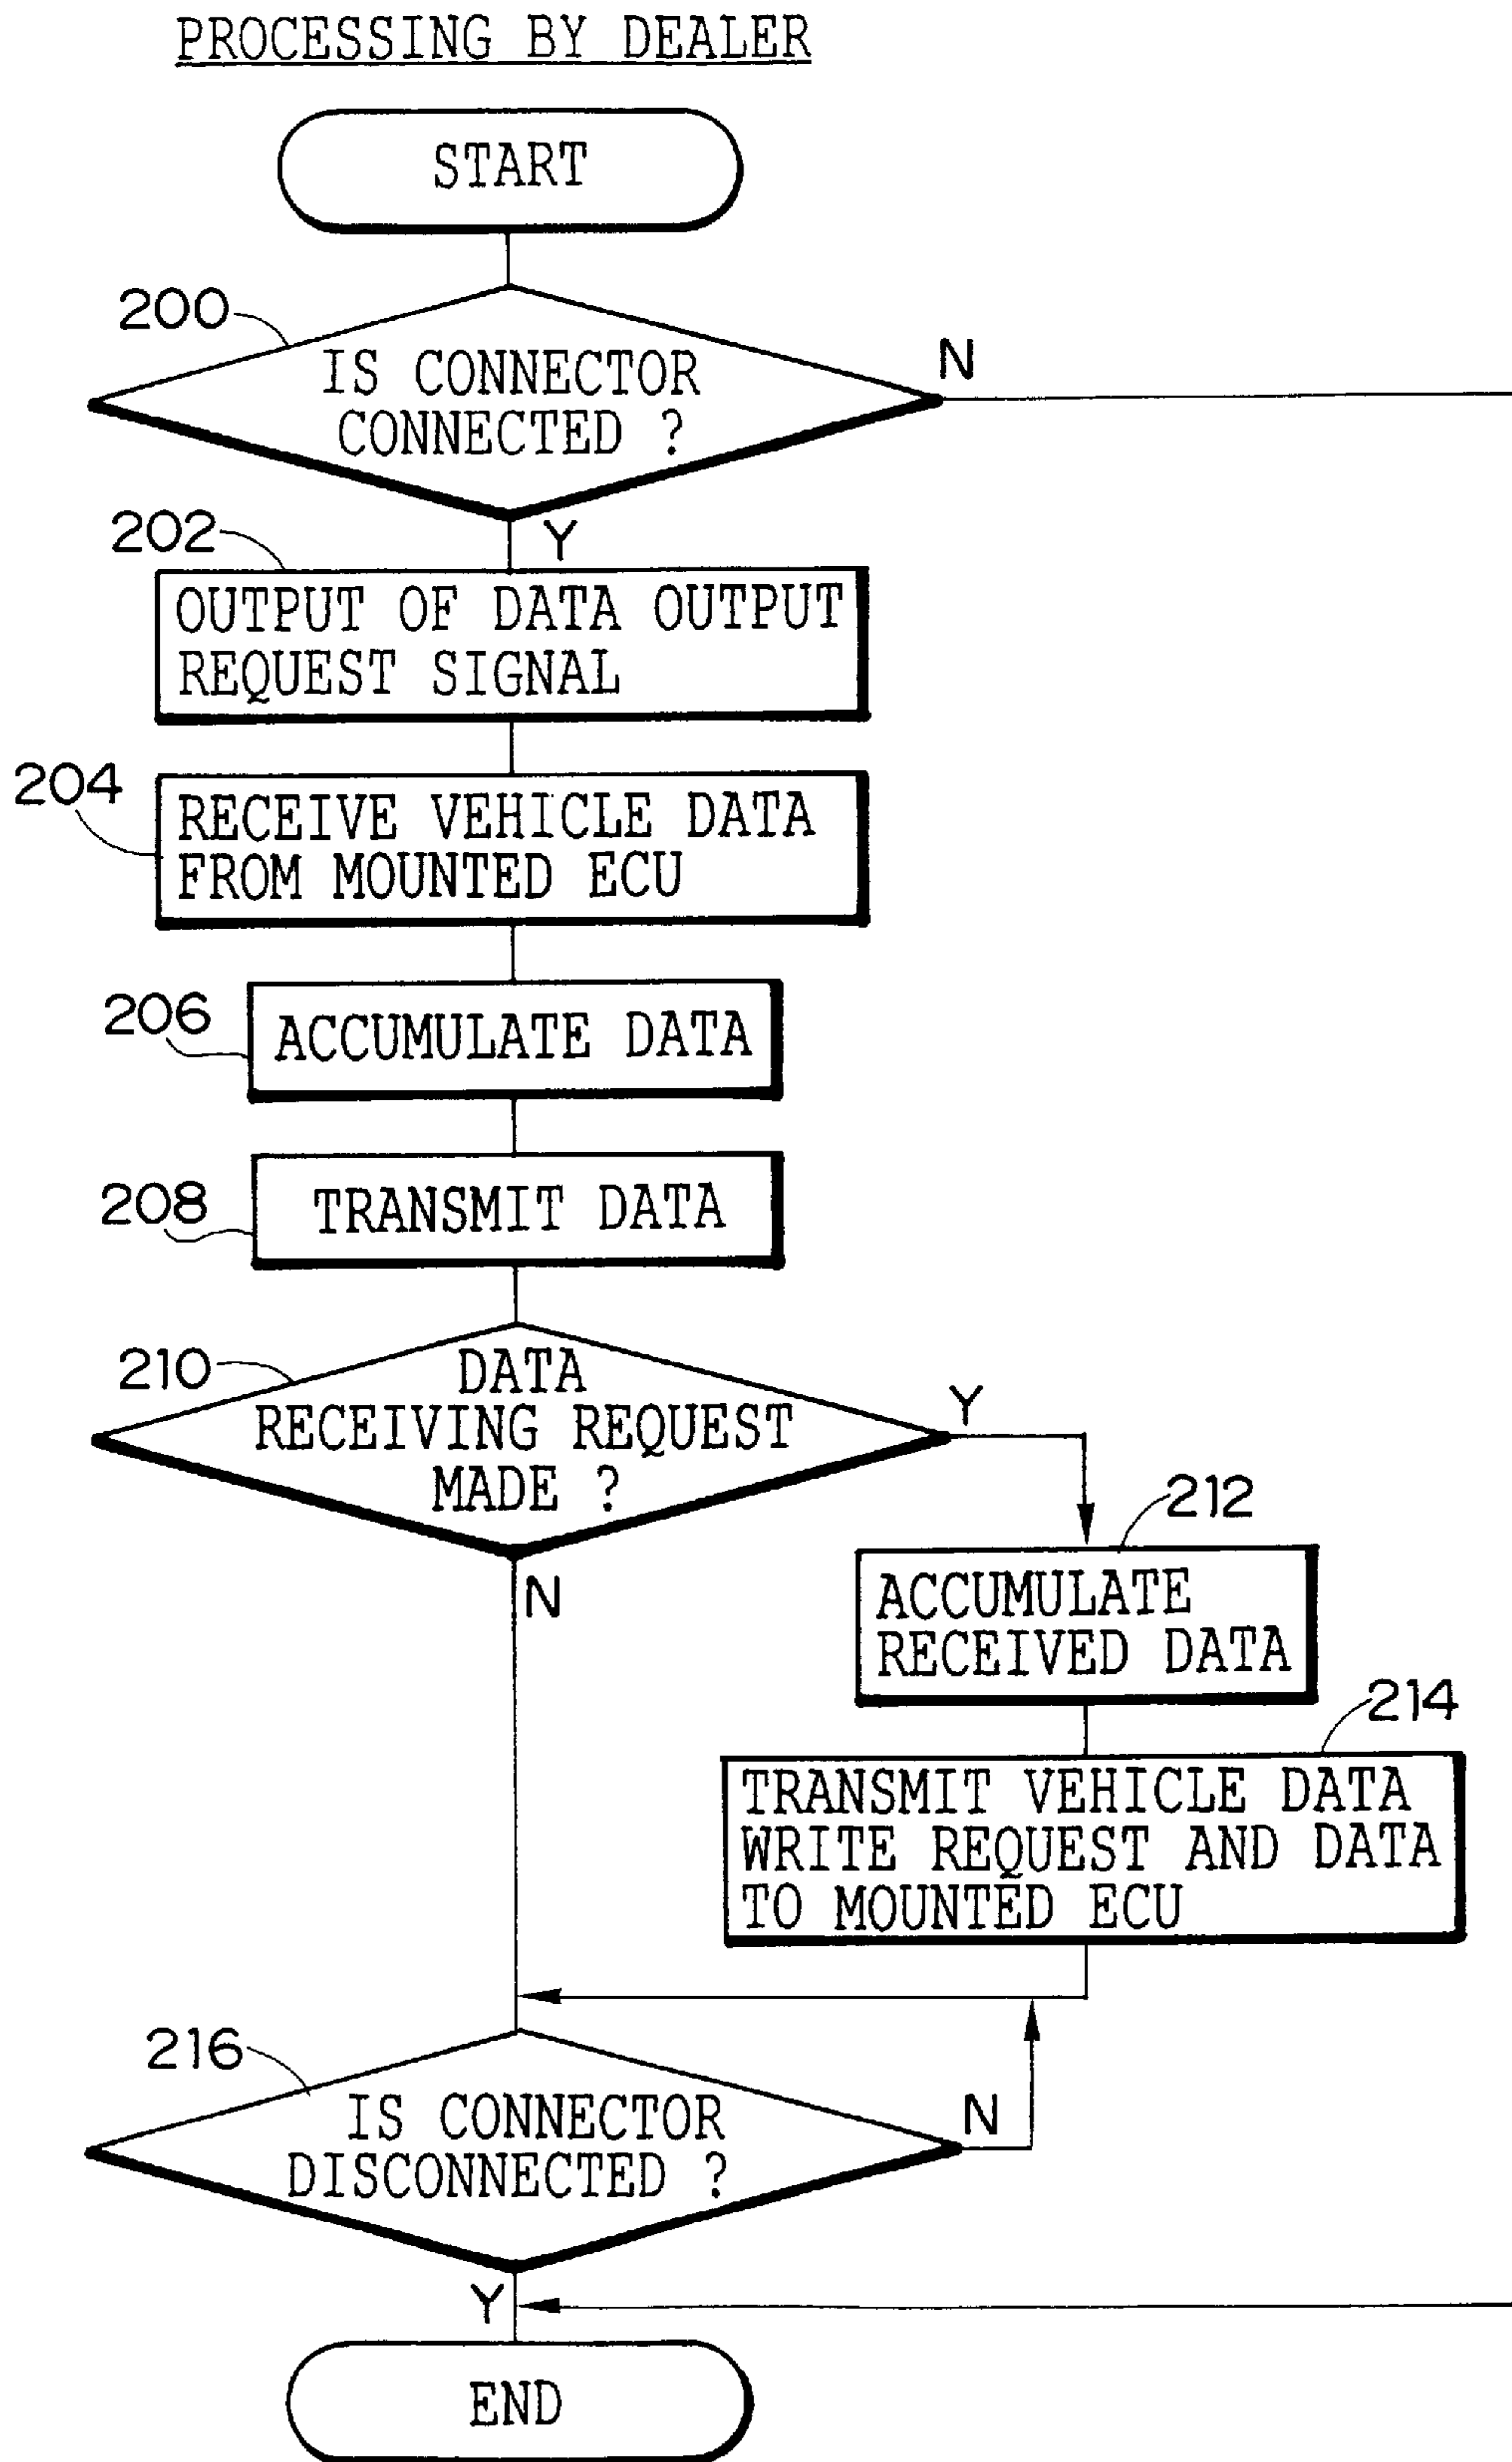 PROCESSING BY DEALER
START
200
IS CONNECTOR
CONNECTED ?
N
Y
202
OUTPUT OF DATA OUTPUT
REQUEST SIGNAL
204
RECEIVE VEHICLE DATA
FROM MOUNTED ECU
206
ACCUMULATE DATA
208
TRANSMIT DATA
210
DATA
RECEIVING REQUEST
MADE ?
Y
N
212
ACCUMULATE
RECEIVED DATA
214
TRANSMIT VEHICLE DATA
WRITE REQUEST AND DATA
TO MOUNTED ECU
216
IS CONNECTOR
DISCONNECTED ?
N
Y
END